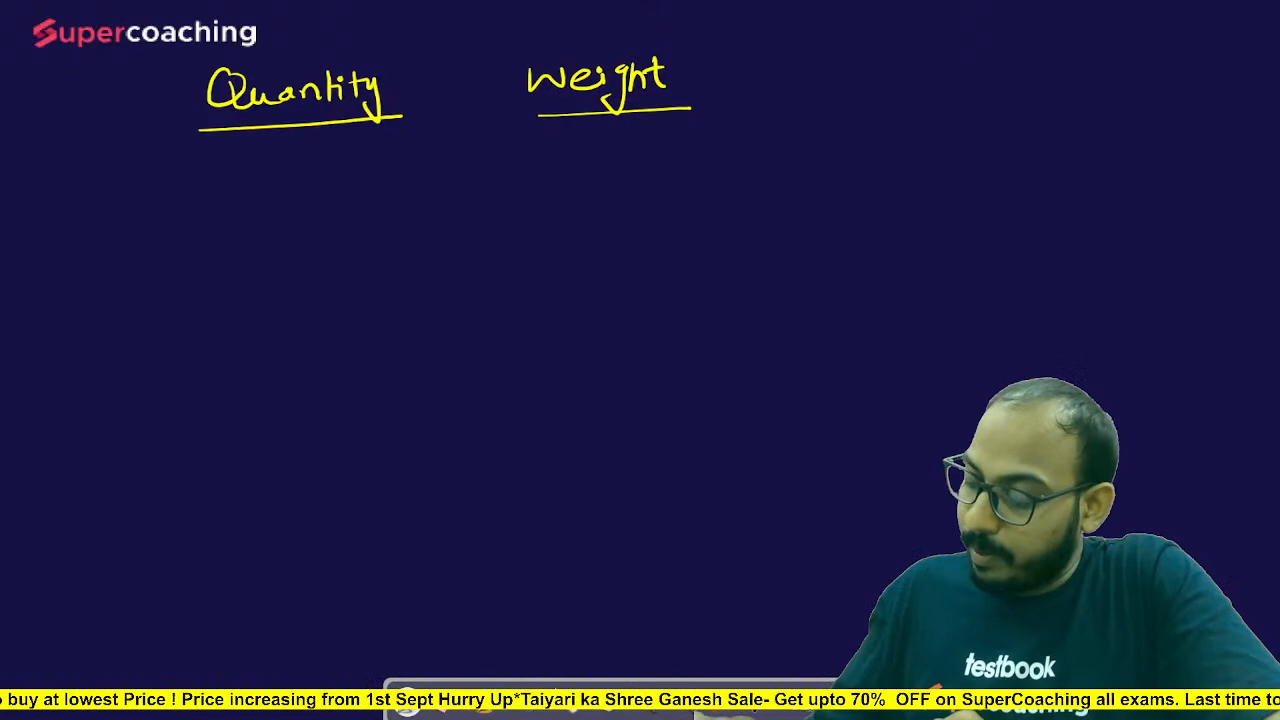 Supercoaching
Quantity Weight
testbook
o buy at lowest Price ! Price increasing from 1st Sept Hurry Up*Taiyari ka Shree Ganesh Sale- Get upto 70% OFF on SuperCoaching all exams. Last time to